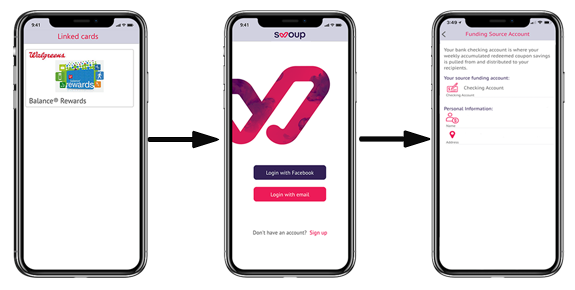 9:41
Linked cards
Walgreens
balance
rewards
Balance® Rewards
9:41
swoup
Login with Facebook
Login with email
Don't have an account? Sign up
3:49
Funding Source Account
Your bank checking account is where your
weekly accumulated redeemed coupon savings
is pulled from and distributed to your
recipients.
Your source funding account:
Checking Account
Checking Account
Personal Information:
Name
Address